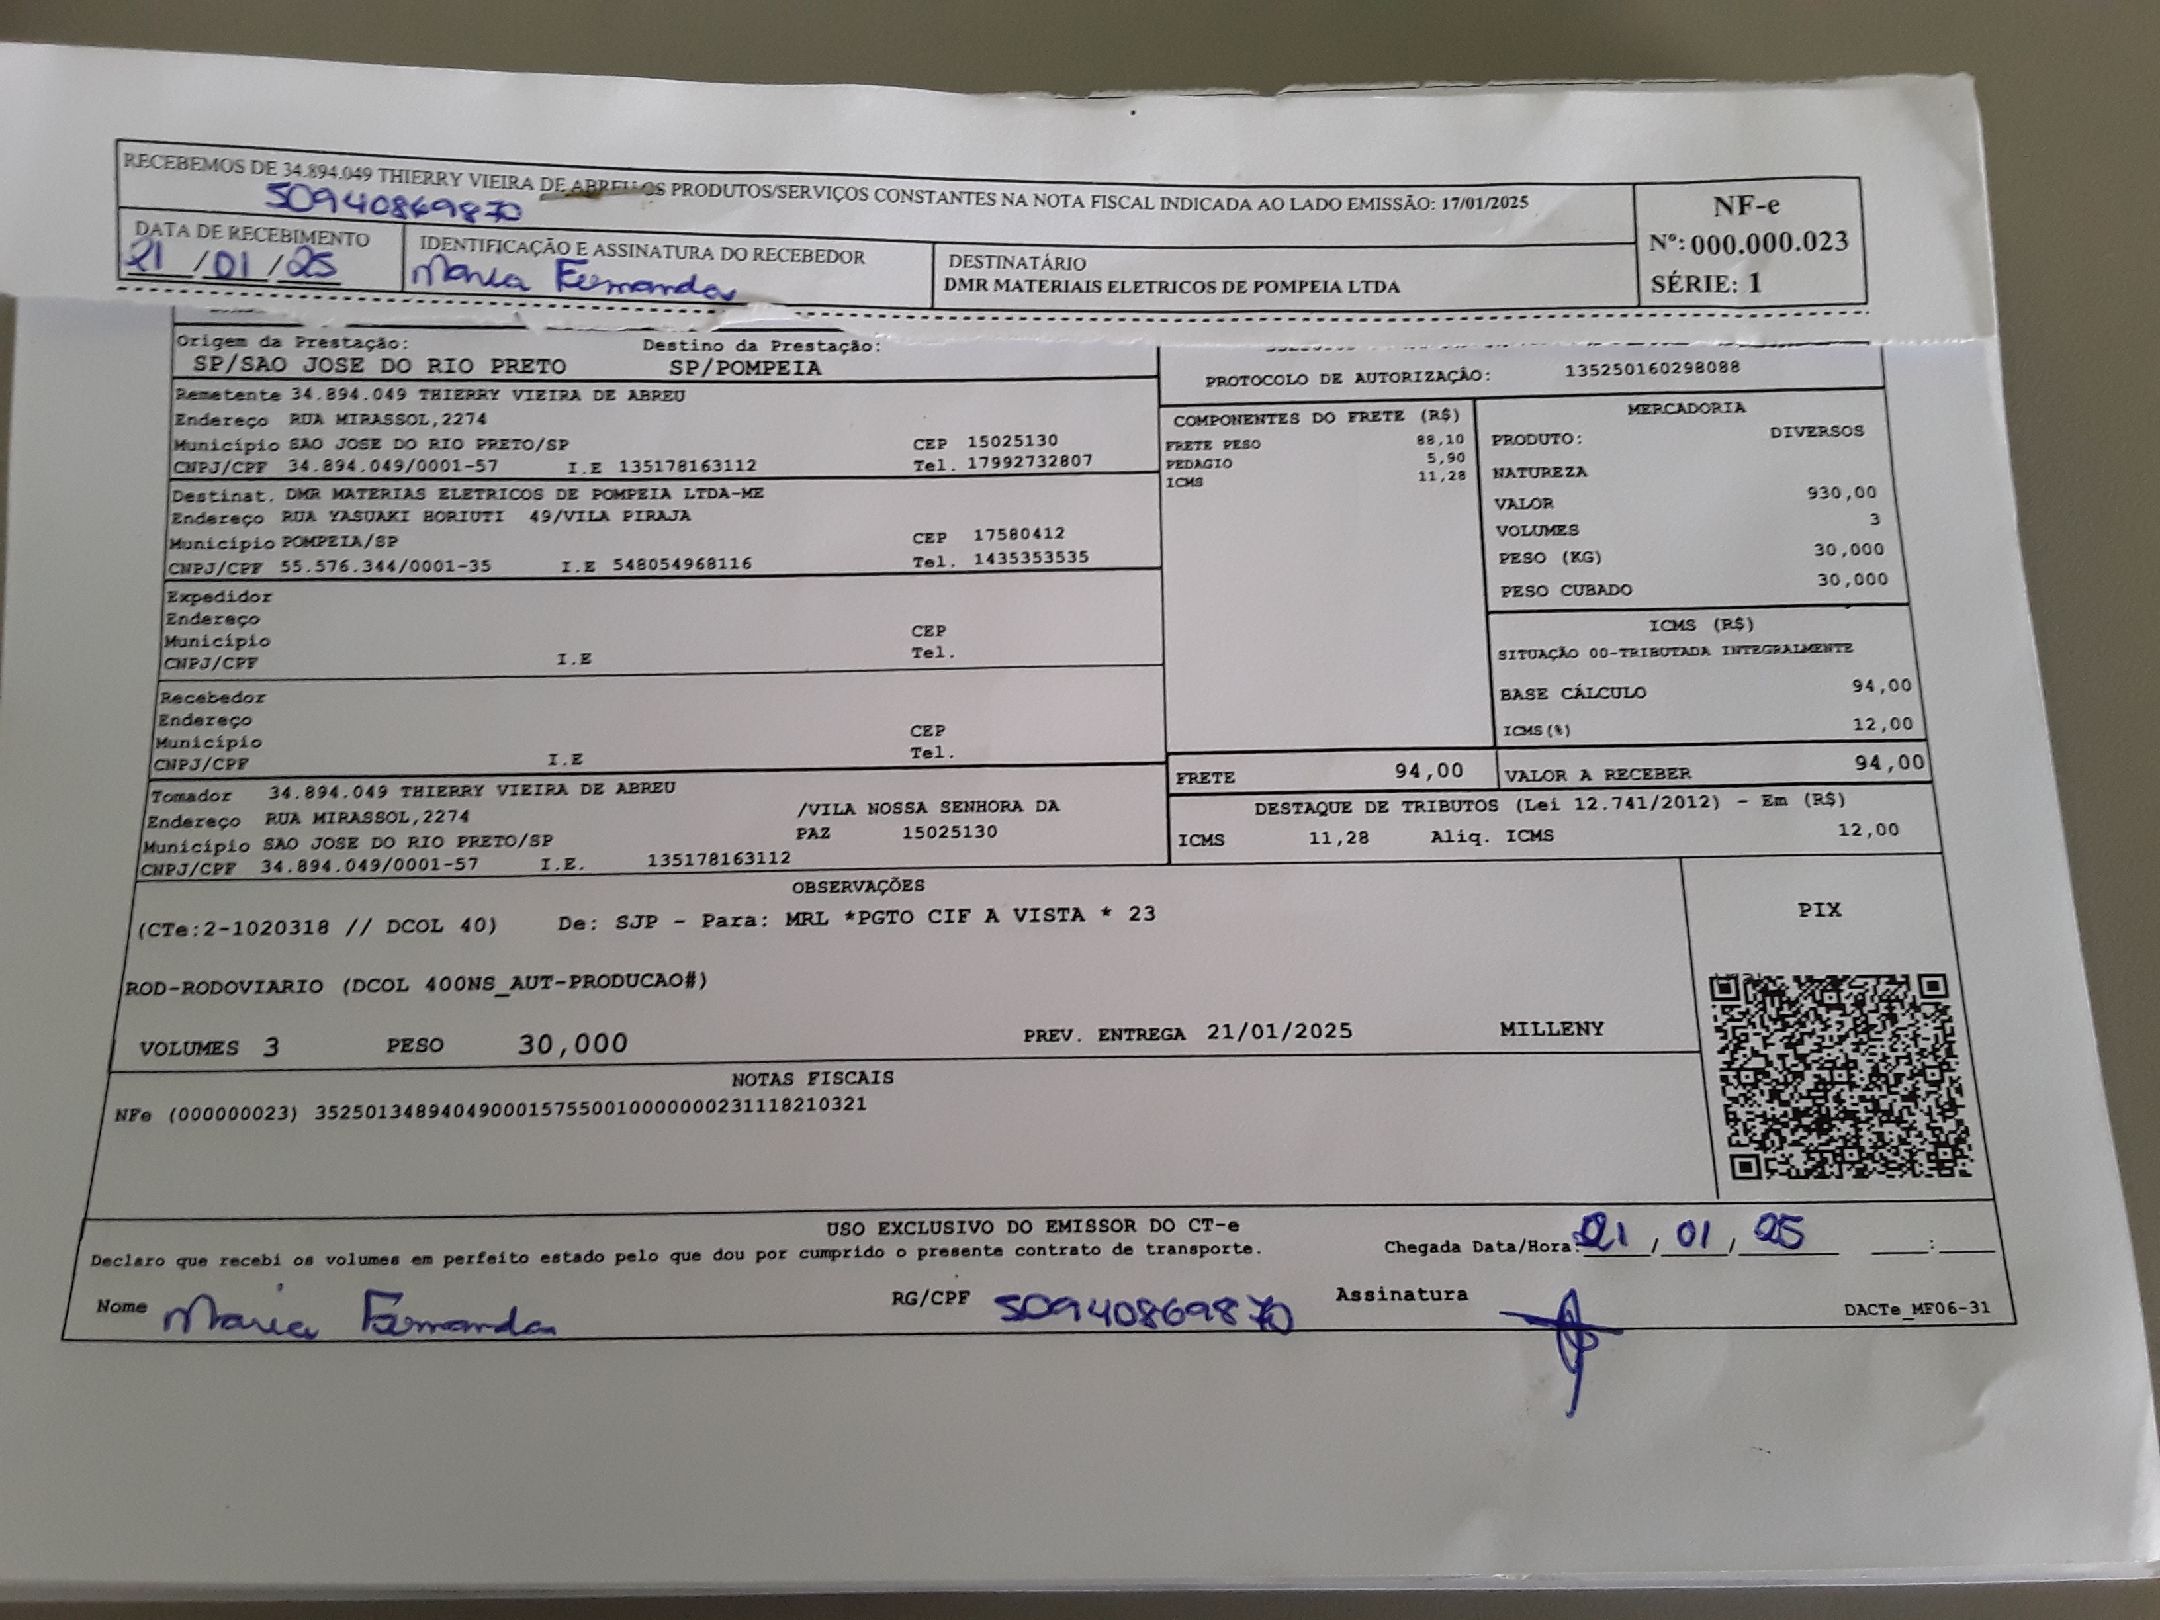 RECEBEMOS DE 34.894.049 THIERRY VIEIRA DE ABREU OS PRODUTOS/SERVIÇOS CONSTANTES NA NOTA FISCAL INDICADA AO LADO EMISSÃO: 17/01/2025
50940869870
NF-e
Nº: 000.000.023
SÉRIE: 1
DATA DE RECEBIMENTO
21/01/25
IDENTIFICAÇÃO E ASSINATURA DO RECEBEDOR
Maria Fernanda
DESTINATÁRIO
DMR MATERIAIS ELETRICOS DE POMPEIA LTDA
Origem da Prestação: Destino da Prestação:
SP/SAO JOSE DO RIO PRETO SP/POMPEIA
PROTOCOLO DE AUTORIZAÇÃO: 135250160298088
Remetente 34.894.049 THIERRY VIEIRA DE ABREU
Endereço RUA MIRASSOL,2274
Município SAO JOSE DO RIO PRETO/SP CEP 15025130
CNPJ/CPF 34.894.049/0001-57 I.E 135178163112 Tel. 17992732807
Destinat. DMR MATERIAS ELETRICOS DE POMPEIA LTDA-ME
Endereço RUA YASUAKI BORIUTI 49/VILA PIRAJA
Município POMPEIA/SP CEP 17580412
CNPJ/CPF 55.576.344/0001-35 I.E 548054968116 Tel. 1435353535
Expedidor
Endereço
Município CEP
CNPJ/CPF I.E Tel.
Recebedor
Endereço
Município CEP
CNPJ/CPF I.E Tel.
Tomador 34.894.049 THIERRY VIEIRA DE ABREU
Endereço RUA MIRASSOL,2274 /VILA NOSSA SENHORA DA
Município SAO JOSE DO RIO PRETO/SP PAZ 15025130
CNPJ/CPF 34.894.049/0001-57 I.E. 135178163112
COMPONENTES DO FRETE (R$)
FRETE PESO 88,10
PEDAGIO 5,90
ICMS 11,28
MERCADORIA
PRODUTO: DIVERSOS
NATUREZA
VALOR 930,00
VOLUMES 3
PESO (KG) 30,000
PESO CUBADO 30,000
ICMS (R$)
SITUAÇÃO 00-TRIBUTADA INTEGRALMENTE
BASE CÁLCULO 94,00
ICMS(%) 12,00
FRETE 94,00 VALOR A RECEBER 94,00
DESTAQUE DE TRIBUTOS (Lei 12.741/2012) - Em (R$)
ICMS 11,28 Aliq. ICMS 12,00
OBSERVAÇÕES
(CTe:2-1020318 // DCOL 40) De: SJP - Para: MRL *PGTO CIF A VISTA * 23
ROD-RODOVIARIO (DCOL 400NS_AUT-PRODUCAO#)
VOLUMES 3 PESO 30,000 PREV. ENTREGA 21/01/2025 MILLENY
PIX
NOTAS FISCAIS
NFe (000000023) 35250134894049000157550010000000231118210321
USO EXCLUSIVO DO EMISSOR DO CT-e
Declaro que recebi os volumes em perfeito estado pelo que dou por cumprido o presente contrato de transporte. Chegada Data/Hora: 21/01/25 :
Nome Maria Fernanda RG/CPF 50940869870 Assinatura
DACTe_MF06-31